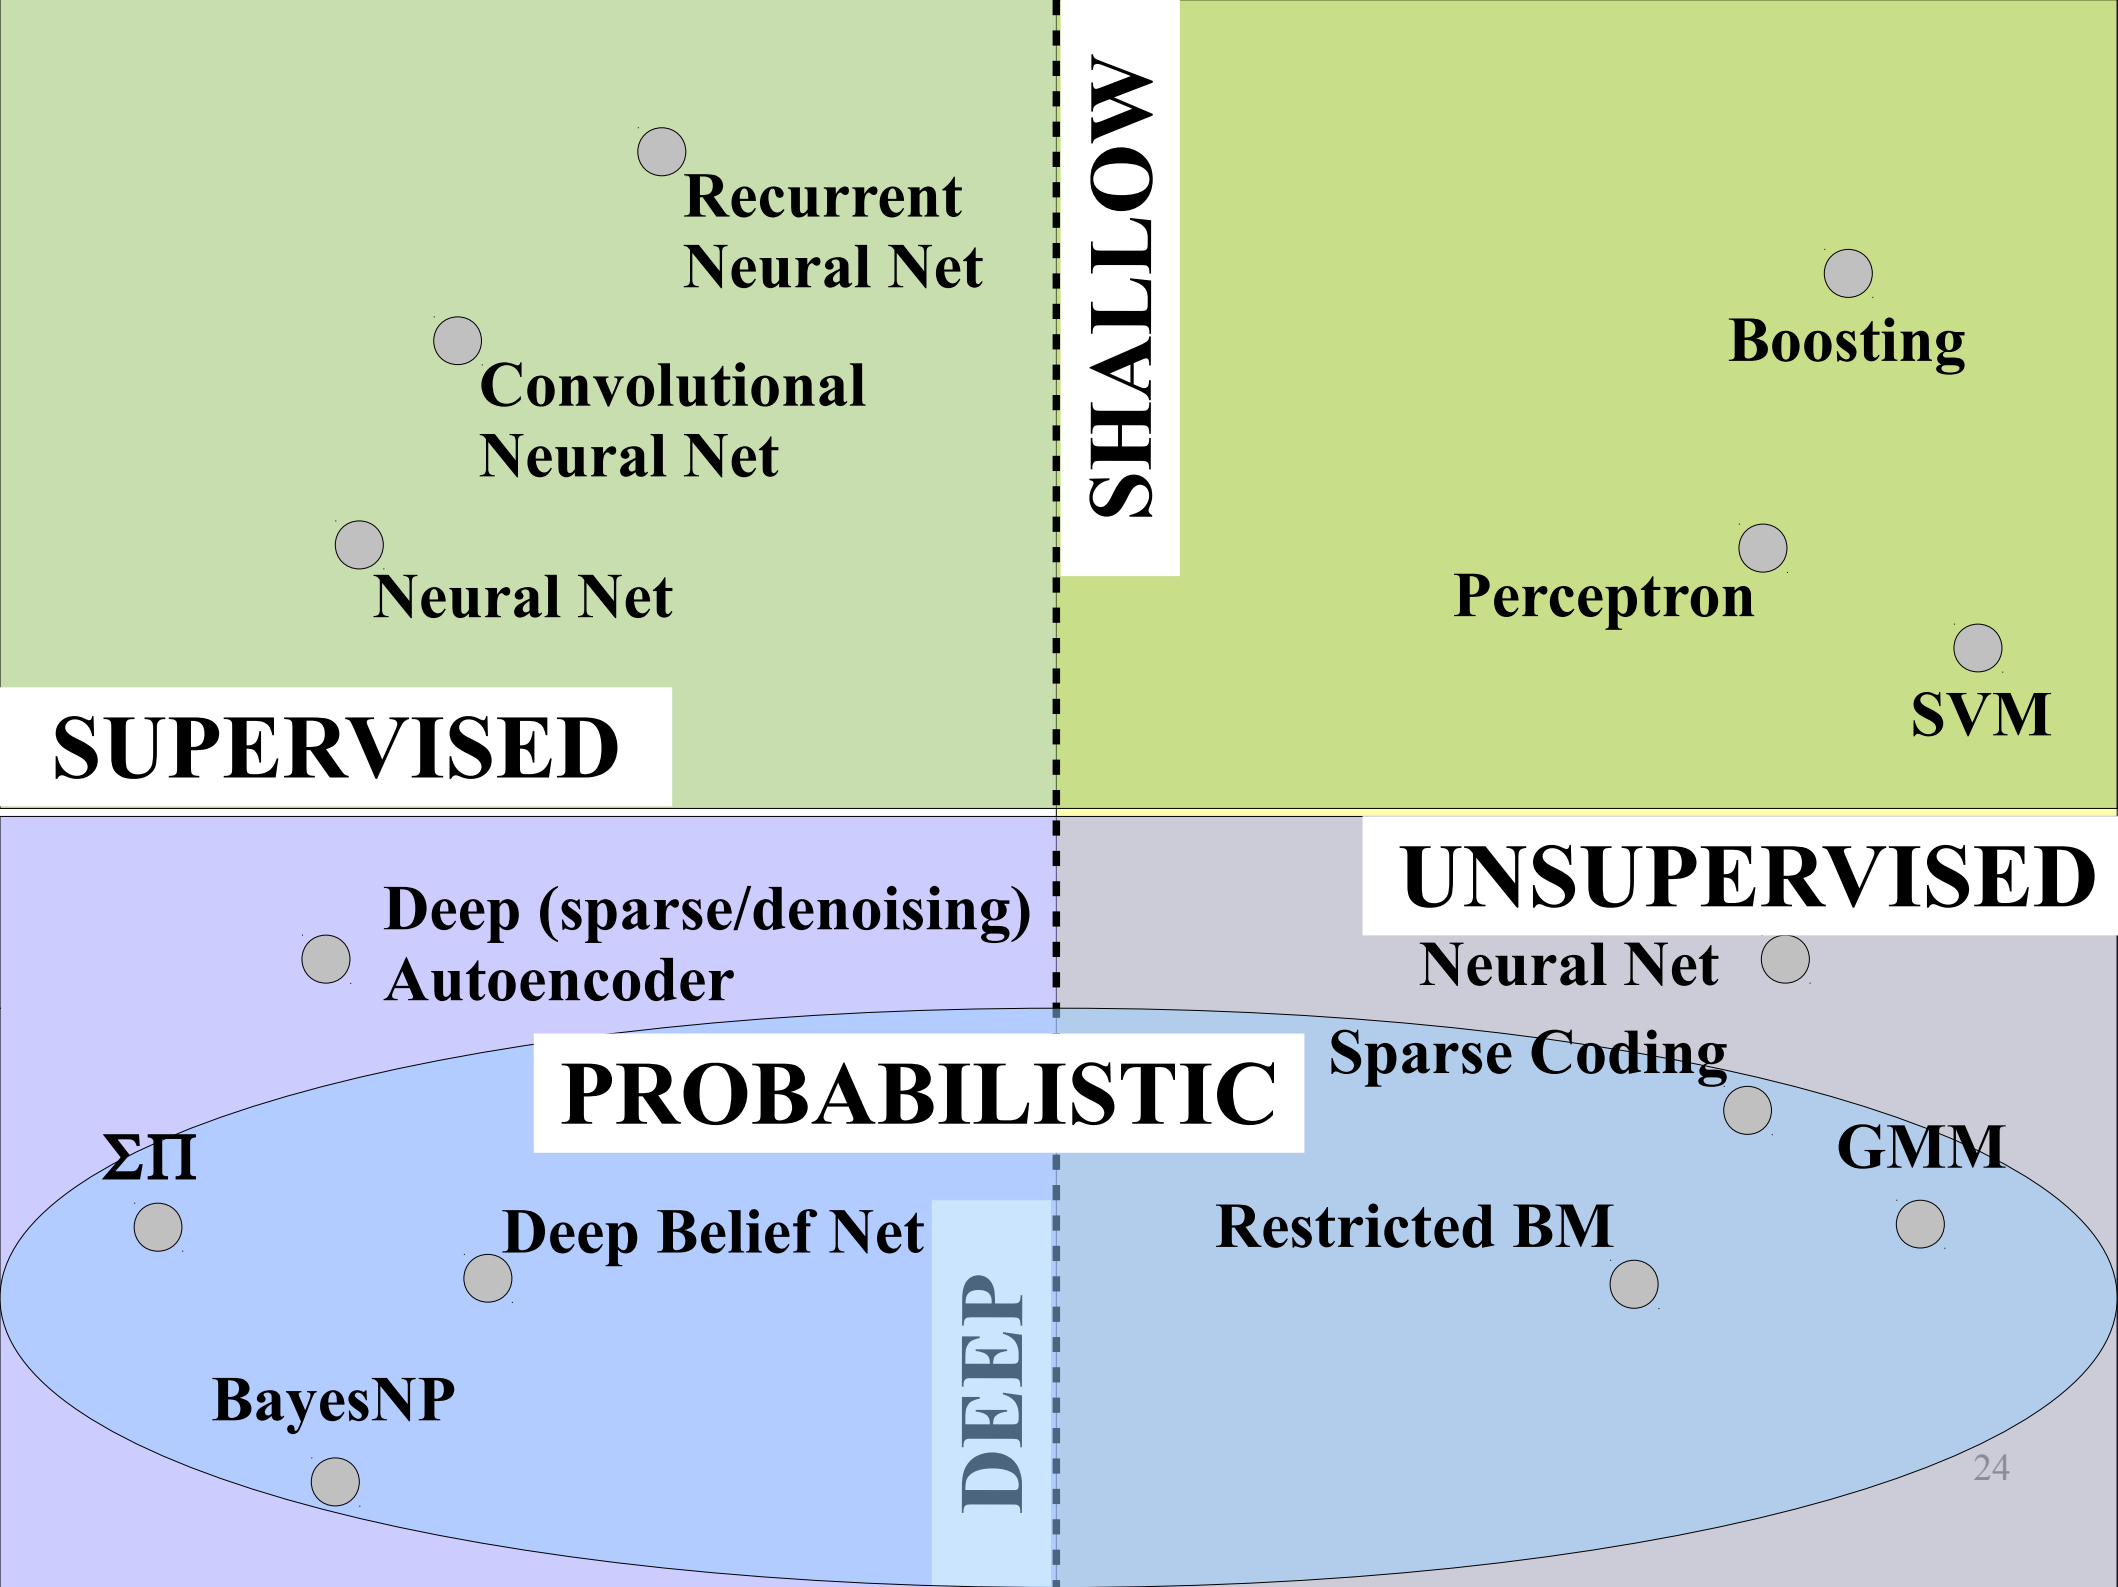 SHALLOW
Recurrent
Neural Net
Boosting
Convolutional
Neural Net
Perceptron
Neural Net
SVM
SUPERVISED
UNSUPERVISED
Deep (sparse/denoising)
Autoencoder
Neural Net
Sparse Coding
PROBABILISTIC
ΣΠ
GMM
Deep Belief Net
Restricted BM
DEEP
BayesNP
24